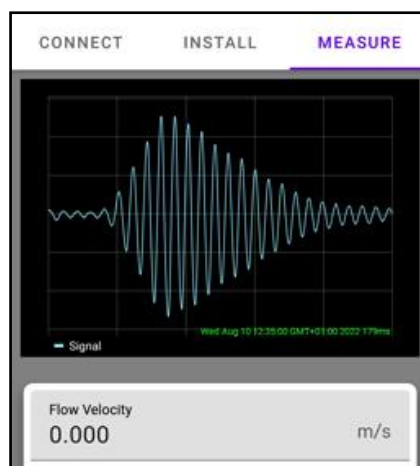 CONNECT INSTALL MEASURE
Wed Aug 10 12:35:00 GMT+01:00 2022 179ms
Signal
Flow Velocity
0.000 m/s